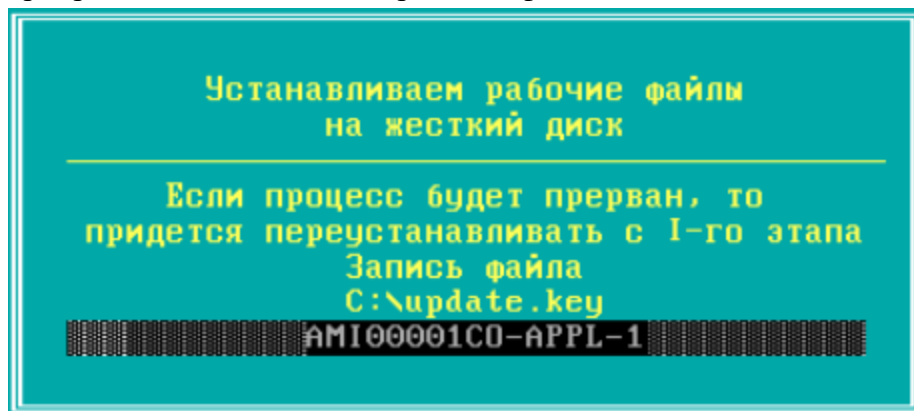 Устанавливаем рабочие файлы
на жесткий диск
Если процесс будет прерван, то
придется переустанавливать с I-го этапа
Запись файла
C:\update.key
AMI00001CO-APPL-1